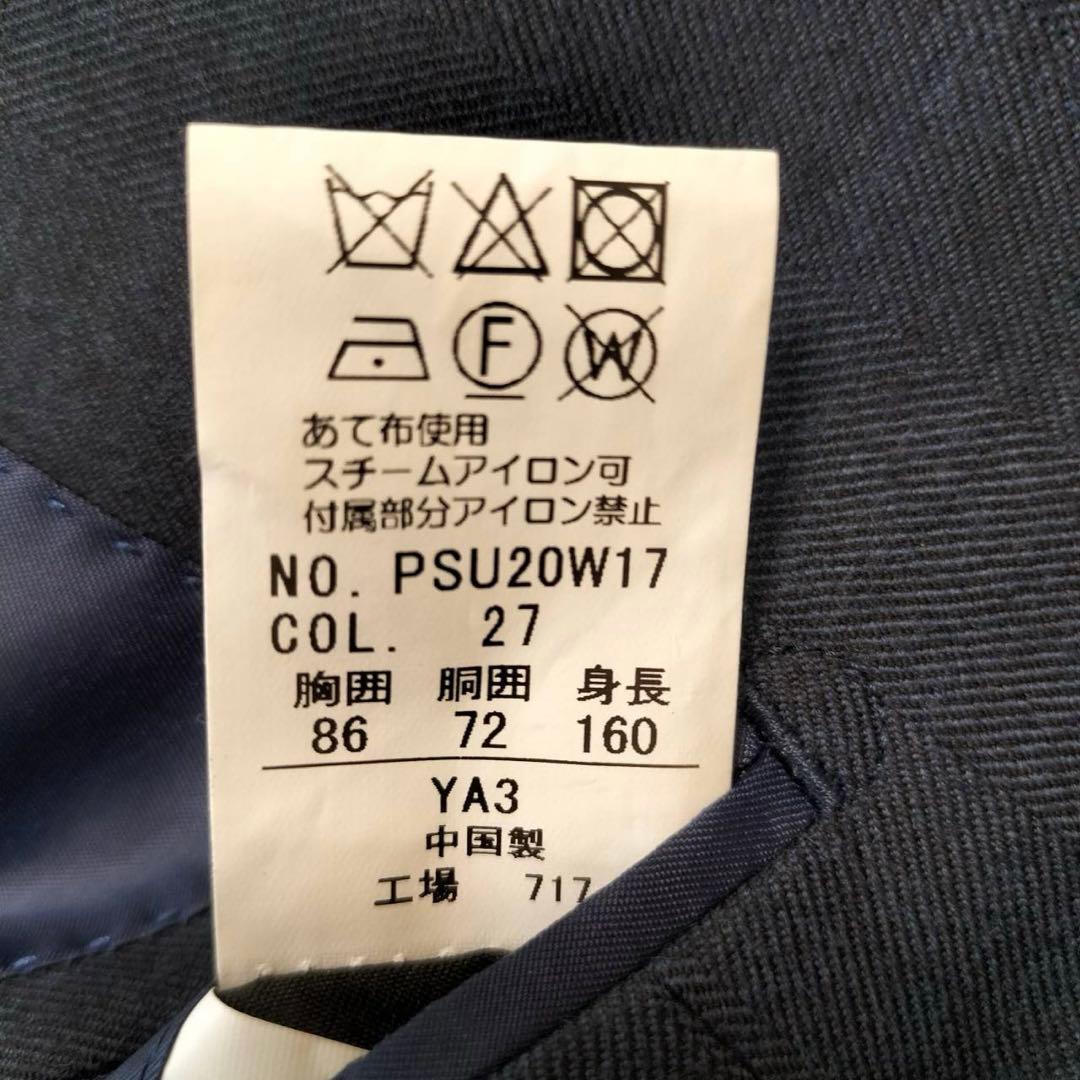 F W
あて布使用
スチームアイロン可
付属部分アイロン禁止
NO. PSU20W17
COL. 27
胸囲 胴囲 身長
86 72 160
YA3
中国製
工場 717